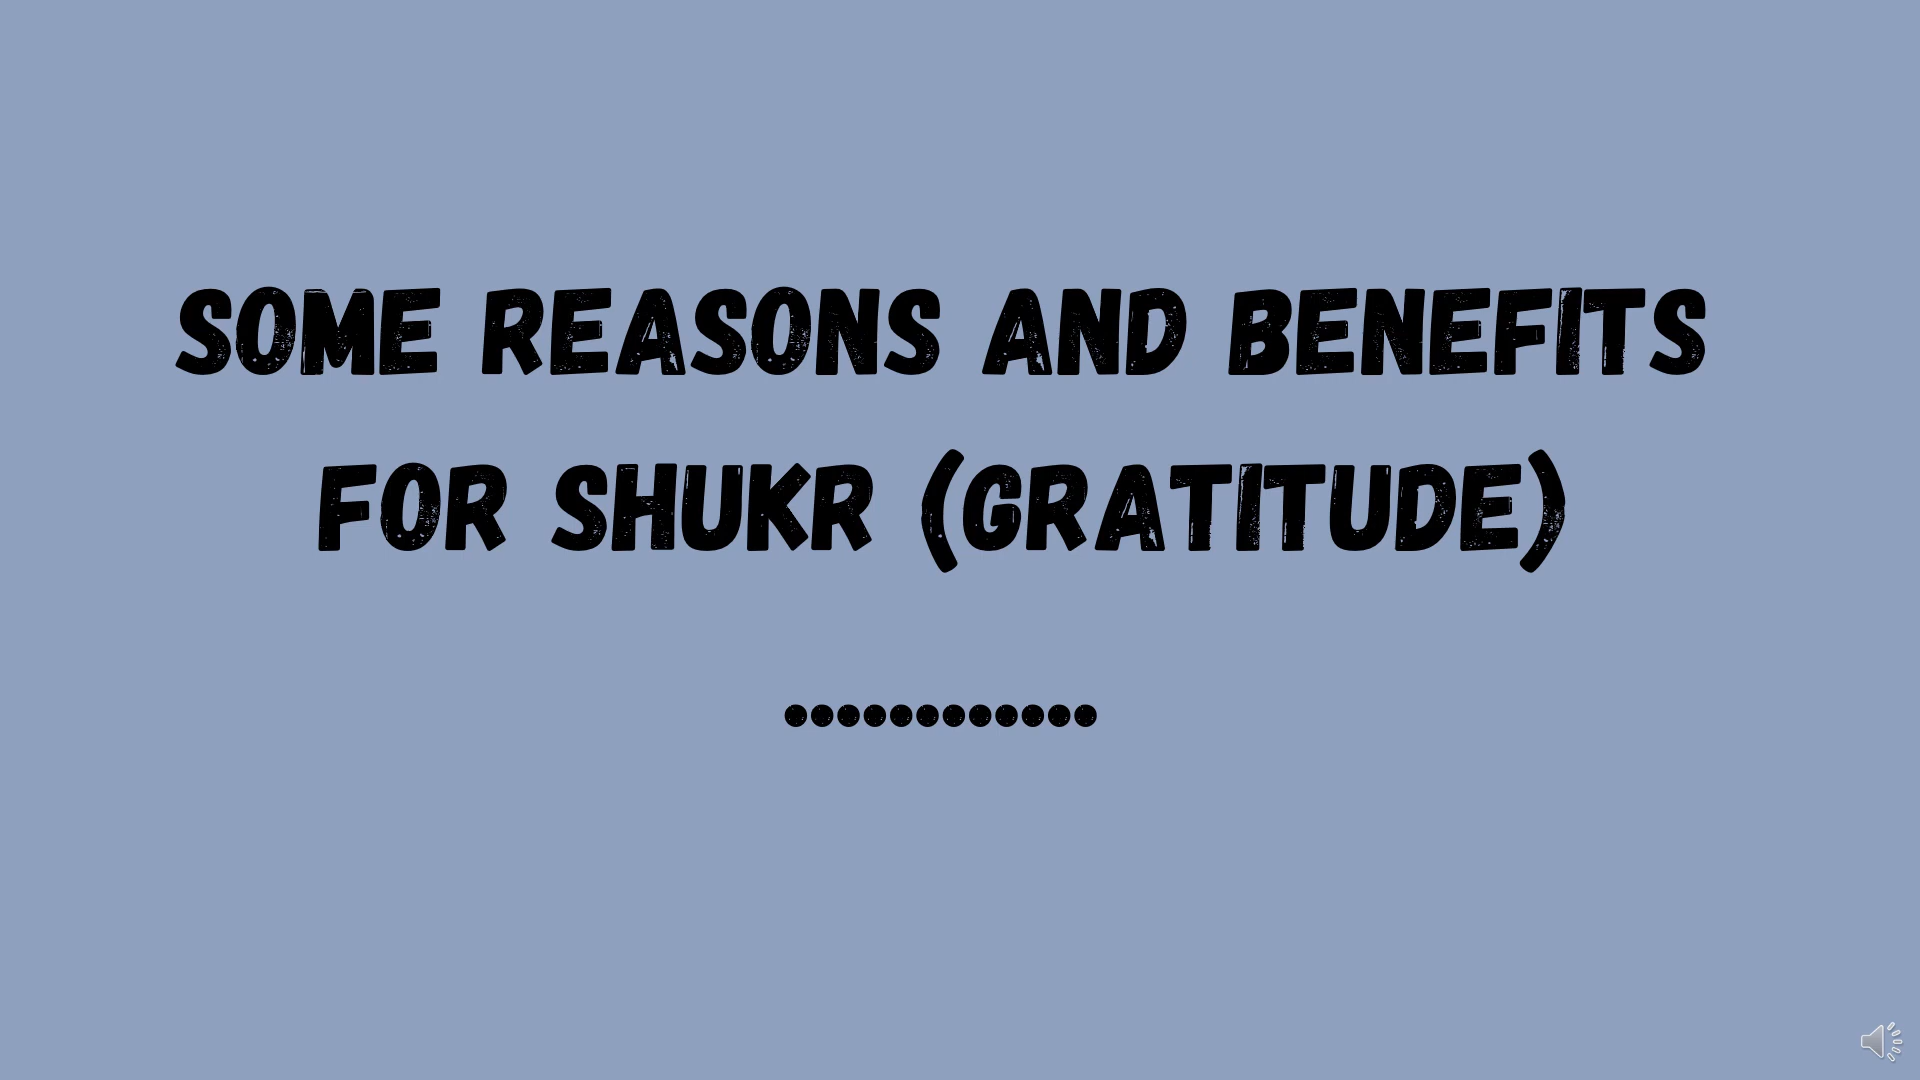 SOME REASONS AND BENEFITS
FOR SHUKR (GRATITUDE)
............